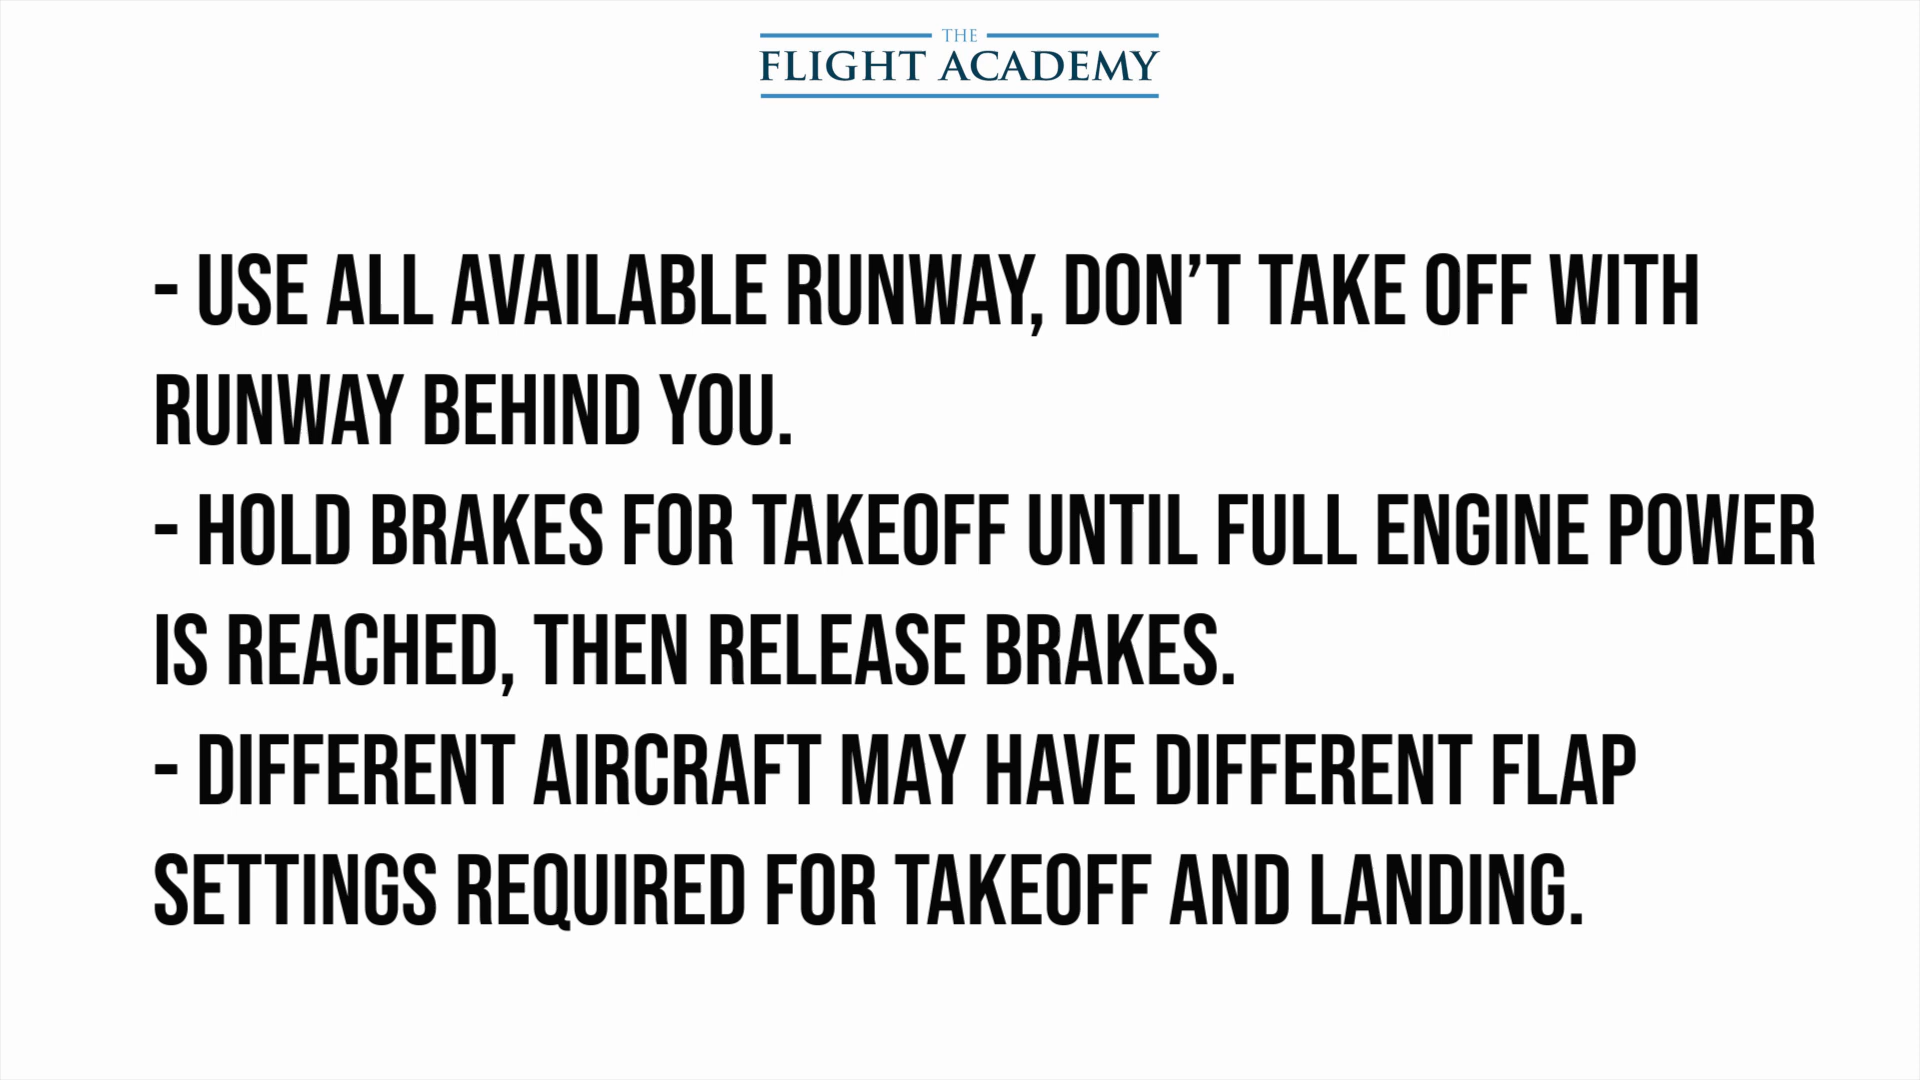 THE
FLIGHT ACADEMY
- USE ALL AVAILABLE RUNWAY, DON’T TAKE OFF WITH
RUNWAY BEHIND YOU.
- HOLD BRAKES FOR TAKEOFF UNTIL FULL ENGINE POWER
IS REACHED, THEN RELEASE BRAKES.
- DIFFERENT AIRCRAFT MAY HAVE DIFFERENT FLAP
SETTINGS REQUIRED FOR TAKEOFF AND LANDING.